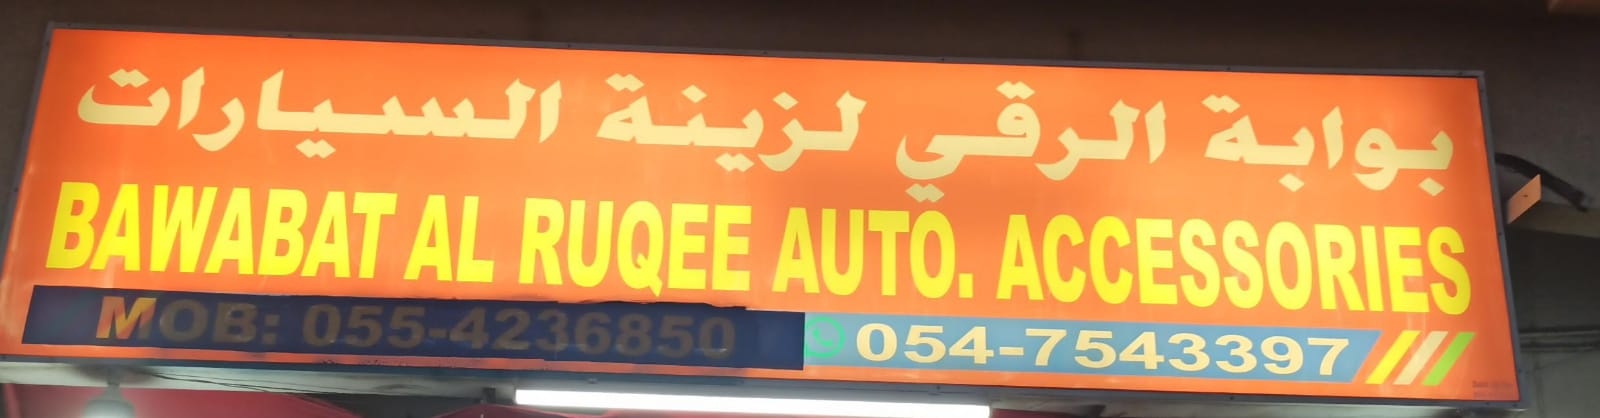 بوابة الرقي لزينة السيارات
BAWABAT AL RUQEE AUTO. ACCESSORIES
MOB: 055-4236850 054-7543397